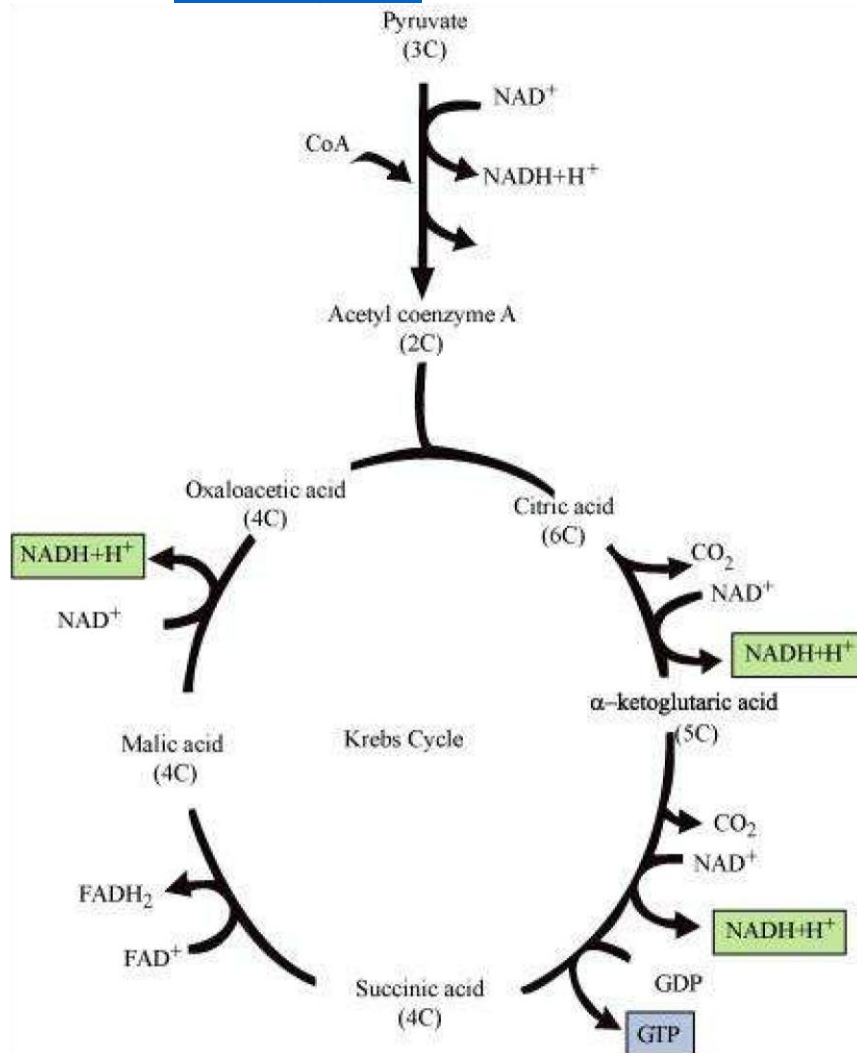 Pyruvate
(3C)
NAD⁺
CoA
NADH+H⁺
Acetyl coenzyme A
(2C)
Oxaloacetic acid
(4C)
Citric acid
(6C)
NADH+H⁺
NAD⁺
CO₂
NAD⁺
NADH+H⁺
α–ketoglutaric acid
(5C)
Malic acid
(4C)
Krebs Cycle
CO₂
NAD⁺
NADH+H⁺
FADH₂
FAD⁺
GDP
GTP
Succinic acid
(4C)